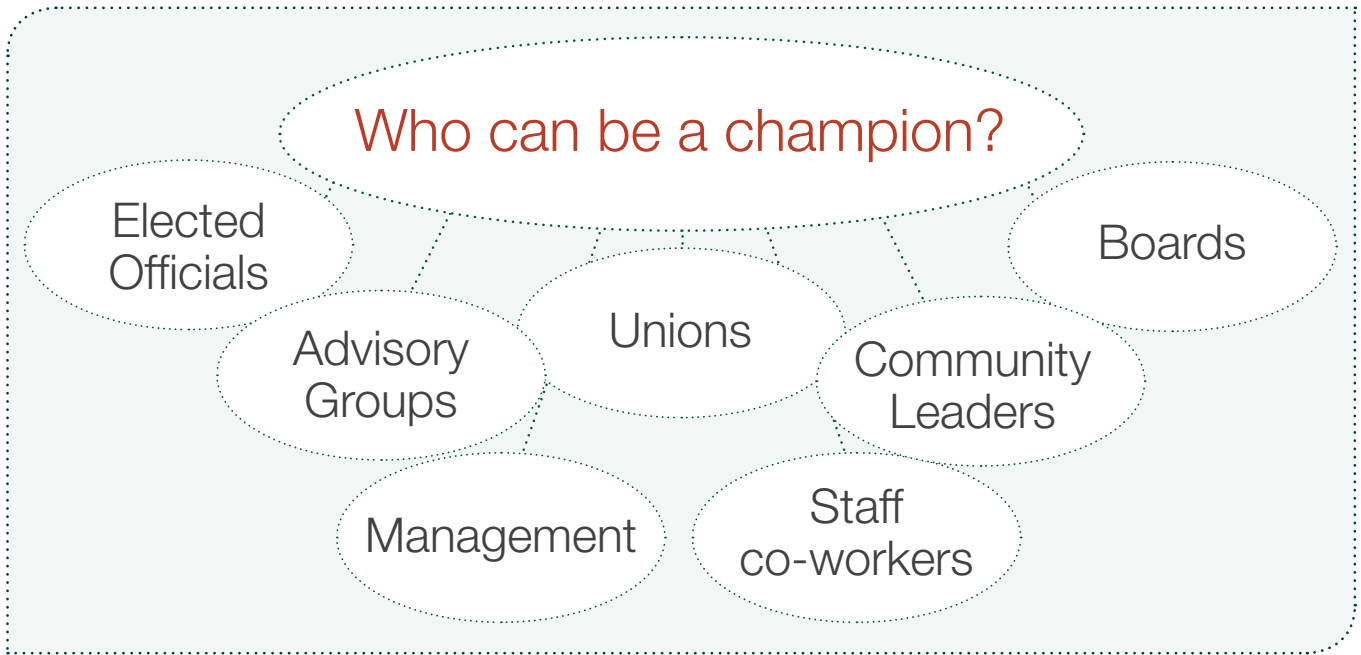 Who can be a champion?
Elected
Officials
Boards
Advisory
Groups
Unions
Community
Leaders
Management
Staff
co-workers